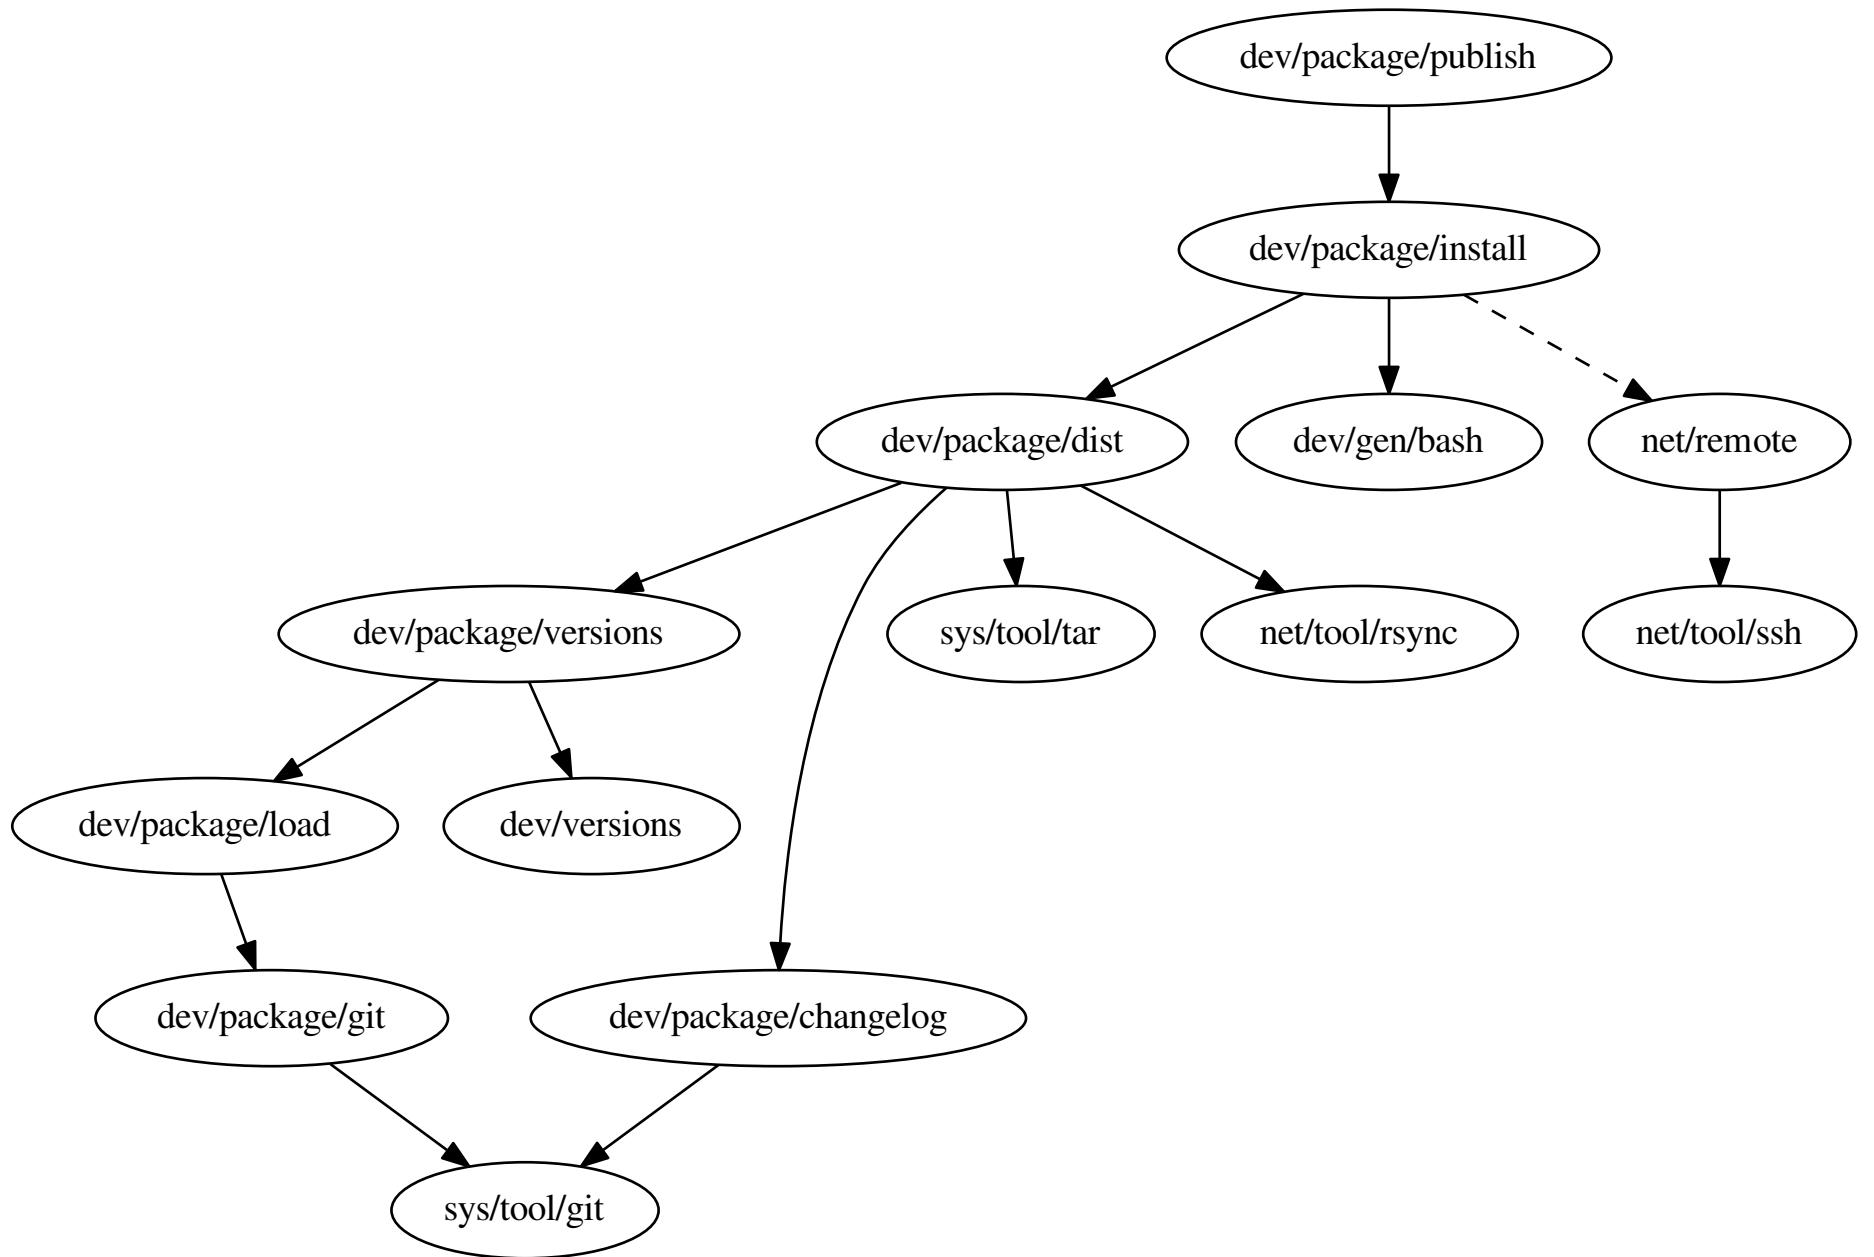 dev/package/publish
dev/package/install
dev/package/dist
dev/gen/bash
net/remote
dev/package/versions
sys/tool/tar
net/tool/rsync
net/tool/ssh
dev/package/load
dev/versions
dev/package/git
dev/package/changelog
sys/tool/git